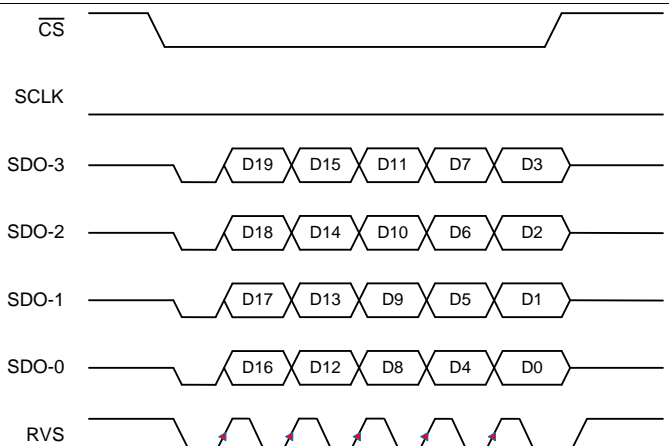 CS
SCLK
SDO-3 D19 D15 D11 D7 D3
SDO-2 D18 D14 D10 D6 D2
SDO-1 D17 D13 D9 D5 D1
SDO-0 D16 D12 D8 D4 D0
RVS